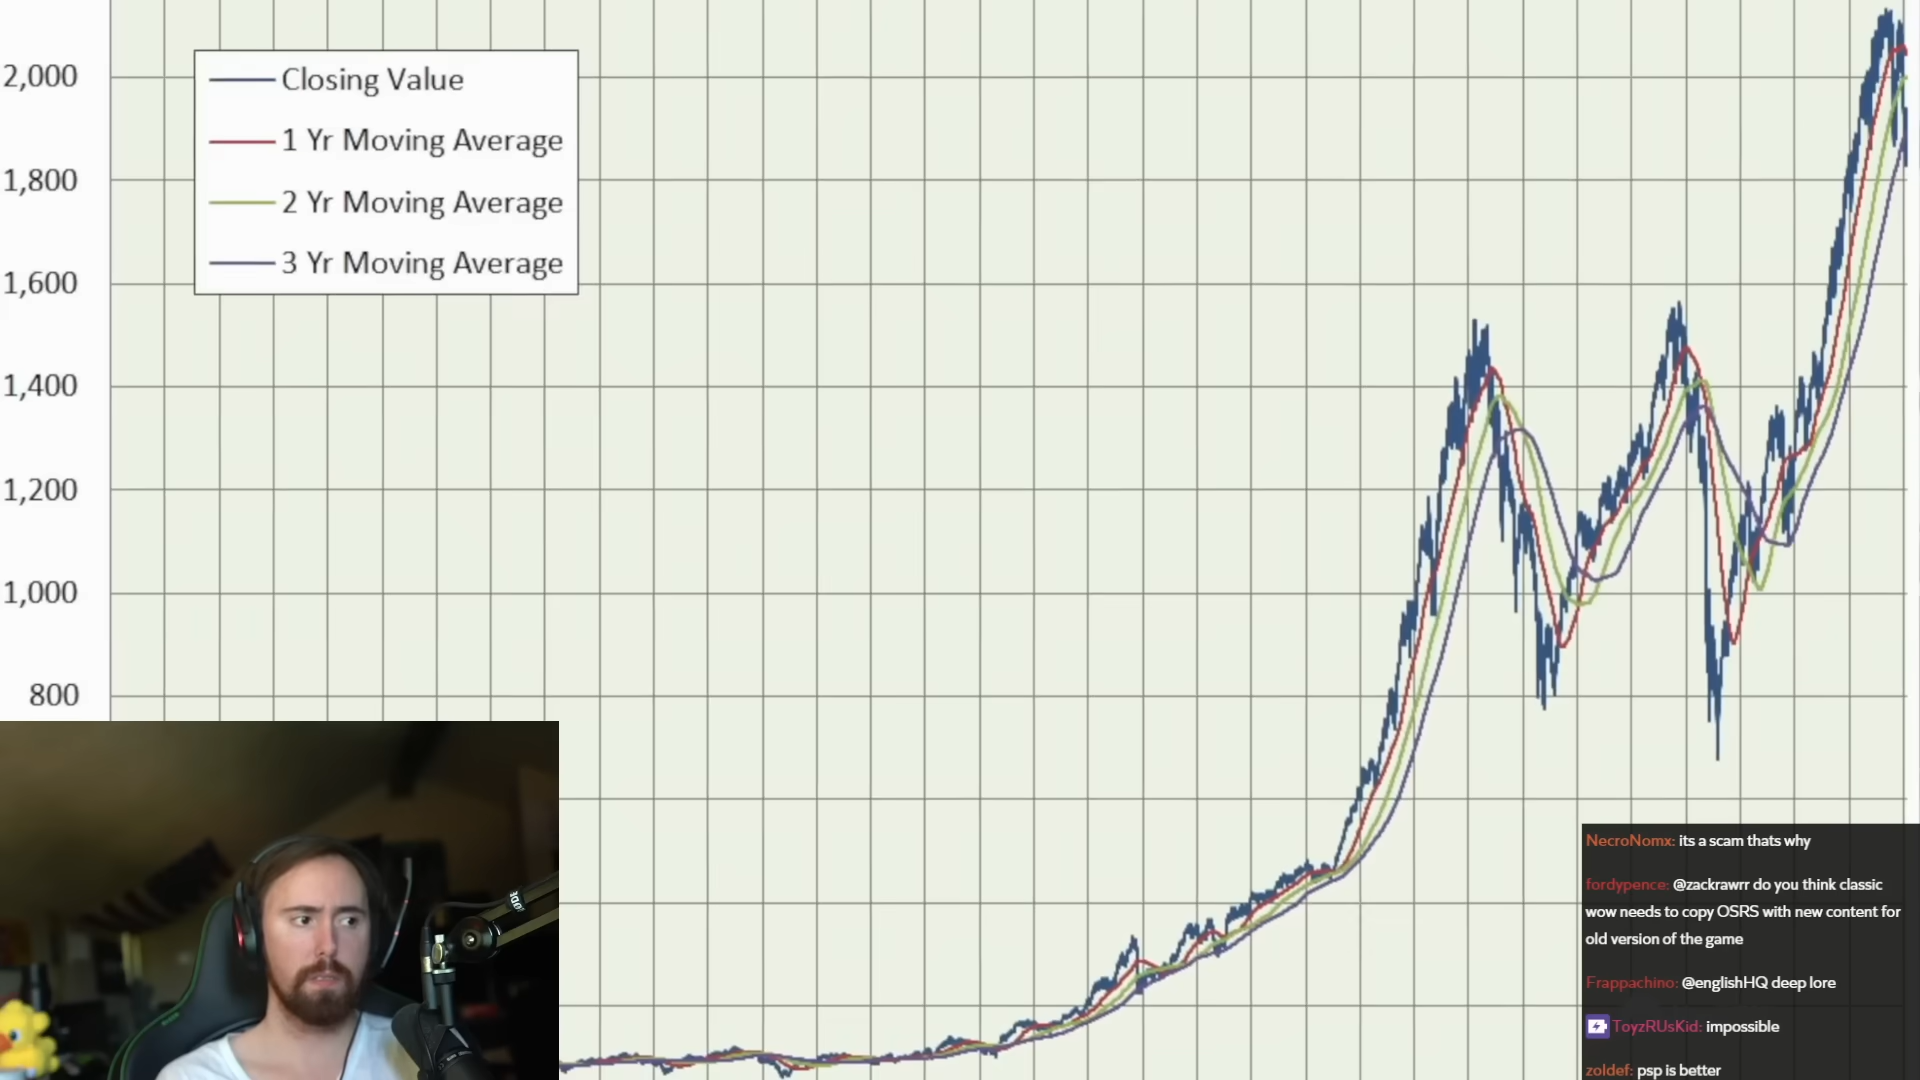 2,000
1,800
1,600
1,400
1,200
1,000
800
Closing Value
1 Yr Moving Average
2 Yr Moving Average
3 Yr Moving Average
NecroNomx: its a scam thats why
fordypence: @zackrawrr do you think classic
wow needs to copy OSRS with new content for
old version of the game
Frappachino: @englishHQ deep lore
ToyzRUsKid: impossible
zoldef: psp is better